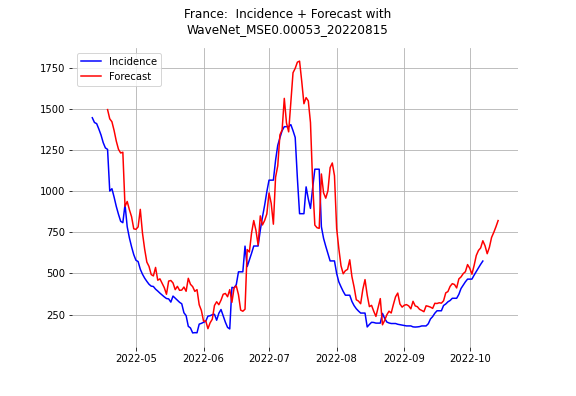 France:  Incidence + Forecast with
WaveNet_MSE0.00053_20220815
Incidence
Forecast
1750
1500
1250
1000
750
500
250
2022-05 2022-06 2022-07 2022-08 2022-09 2022-10